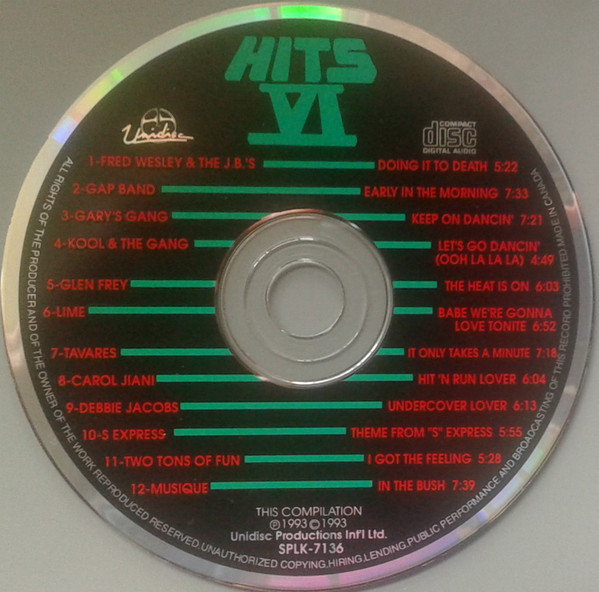 HITS
VI
Unidisc
COMPACT
disc
DIGITAL AUDIO
1-FRED WESLEY & THE J.B.'S DOING IT TO DEATH 5:22
2-GAP BAND EARLY IN THE MORNING 7:33
3-GARY'S GANG KEEP ON DANCIN' 7:21
4-KOOL & THE GANG LET'S GO DANCIN'
(OOH LA LA LA) 4:49
5-GLEN FREY THE HEAT IS ON 6:03
6-LIME BABE WE'RE GONNA
LOVE TONITE 6:52
7-TAVARES IT ONLY TAKES A MINUTE 7:18
8-CAROL JIANI HIT 'N RUN LOVER 6:04
9-DEBBIE JACOBS UNDERCOVER LOVER 6:13
10-S EXPRESS THEME FROM "S" EXPRESS 5:55
11-TWO TONS OF FUN I GOT THE FEELING 5:28
12-MUSIQUE IN THE BUSH 7:39
THIS COMPILATION
℗1993 ©1993
Unidisc Productions Int'l Ltd.
SPLK-7136
ALL RIGHTS OF THE PRODUCER AND OF THE OWNER OF THE WORK REPRODUCED RESERVED. UNAUTHORIZED COPYING, HIRING, LENDING, PUBLIC PERFORMANCE AND BROADCASTING OF THIS RECORD PROHIBITED MADE IN CANADA